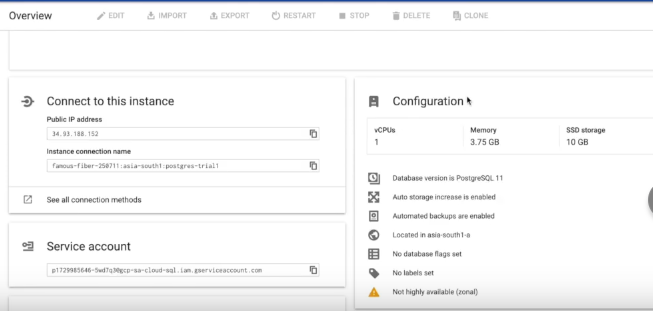 Overview EDIT IMPORT EXPORT RESTART STOP DELETE CLONE
Connect to this instance
Public IP address
34.93.188.152
Instance connection name
famous-fiber-250711:asia-south1:postgres-trial1
See all connection methods
Service account
p1729985646-5wd7q30gcp-sa-cloud-sql.iam.gserviceaccount.com
Configuration
vCPUs Memory SSD storage
1 3.75 GB 10 GB
Database version is PostgreSQL 11
Auto storage increase is enabled
Automated backups are enabled
Located in asia-south1-a
No database flags set
No labels set
Not highly available (zonal)